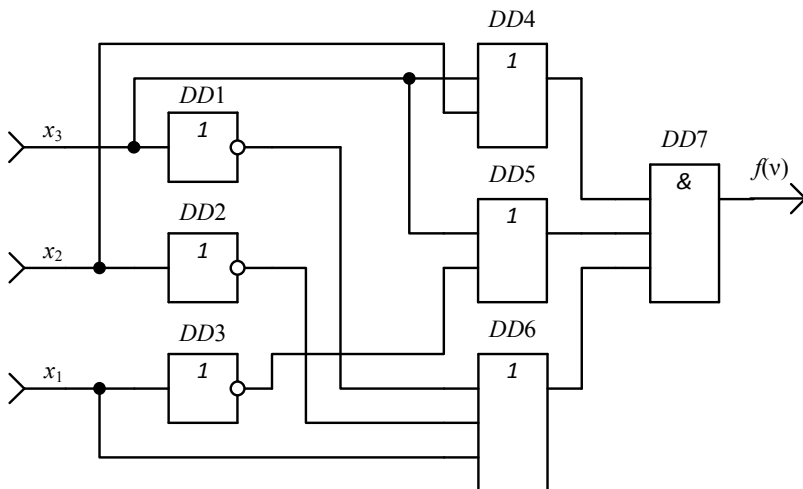 DD4
1
DD1
x₃
1
DD7
f(ν)
&
DD5
1
DD2
x₂
1
DD3
x₁
1
DD6
1